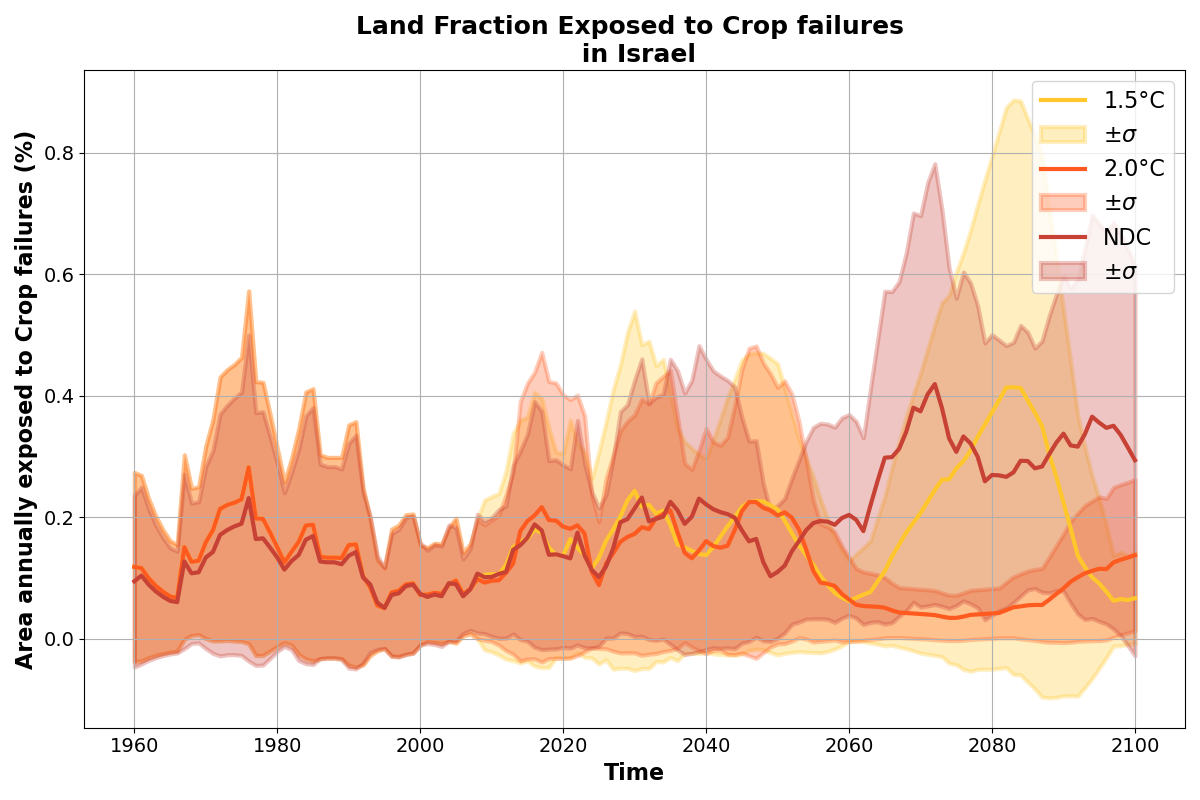 Land Fraction Exposed to Crop failures
in Israel
Area annually exposed to Crop failures (%)
0.8
0.6
0.4
0.2
0.0
1960
1980
2000
2020
2040
2060
2080
2100
Time
1.5°C
±σ
2.0°C
±σ
NDC
±σ